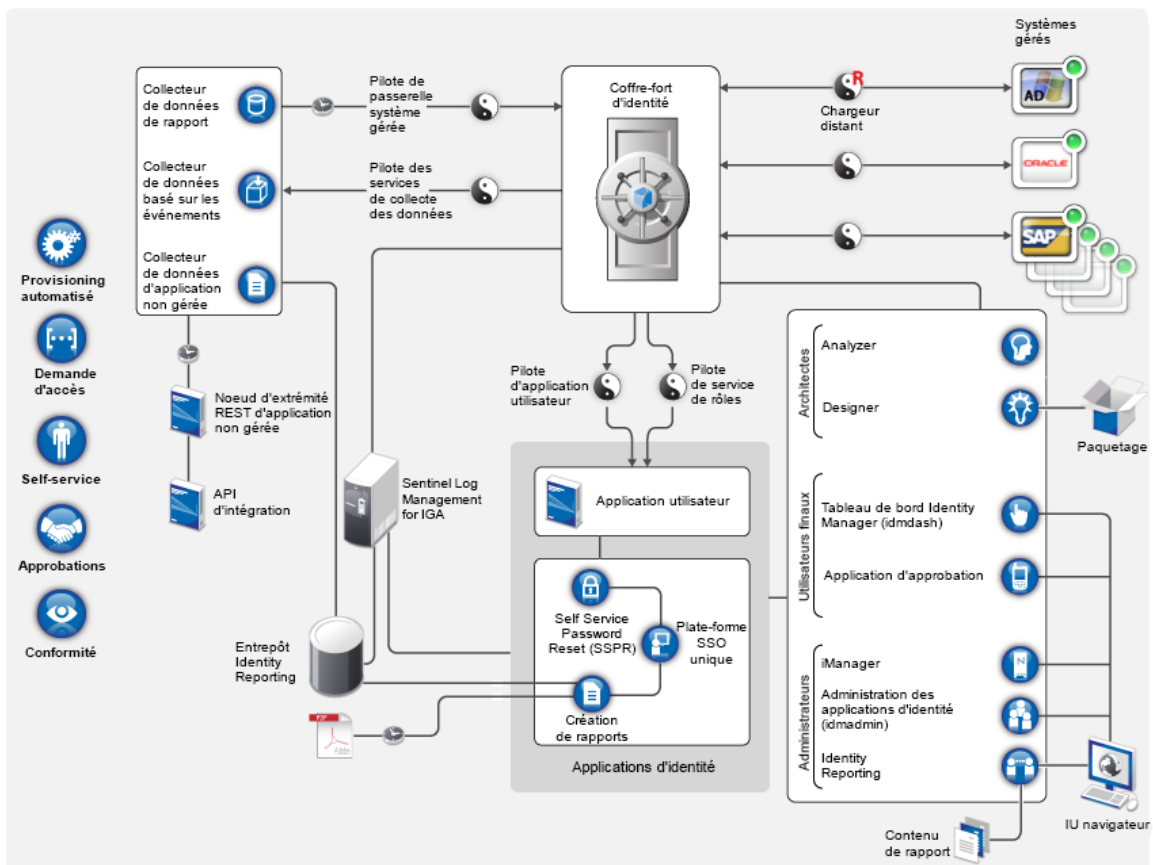 Systèmes
gérés
Collecteur
de données
de rapport
Pilote de
passerelle
système
gérée
Coffre-fort
d'identité
R
Chargeur
distant
AD
ORACLE
Collecteur
de données
basé sur les
événements
Pilote des
services
de collecte
des données
SAP
Collecteur
de données
d'application
non gérée
Provisioning
automatisé
Demande
d'accès
Self-service
Approbations
Conformité
Noeud d'extrémité
REST d'application
non gérée
API
d'intégration
Pilote
d'application
utilisateur
Pilote
de service
de rôles
Architectes
Analyzer
Designer
Paquetage
Sentinel Log
Management
for IGA
Application utilisateur
Utilisateurs finaux
Tableau de bord Identity
Manager (idmdash)
Application d'approbation
Self Service
Password
Reset (SSPR)
Plate-forme
SSO
unique
Entrepôt
Identity
Reporting
Création
de rapports
Applications d'identité
Administrateurs
iManager
N
Administration des
applications d'identité
(idmadmin)
Identity
Reporting
IU navigateur
Contenu
de rapport